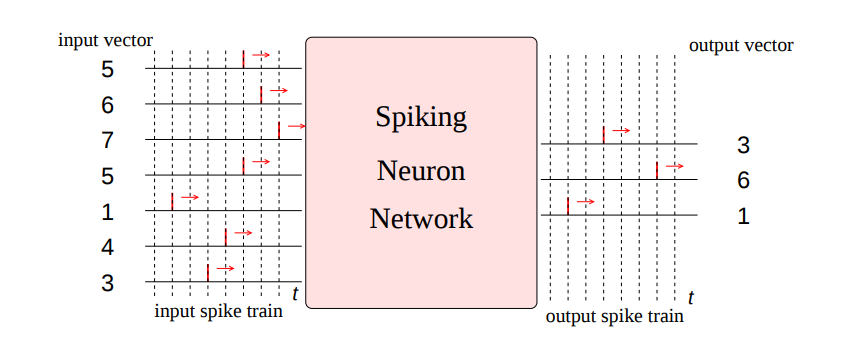 input vector
5
6
7
5
1
4
3
t
input spike train
Spiking
Neuron
Network
output vector
3
6
1
t
output spike train